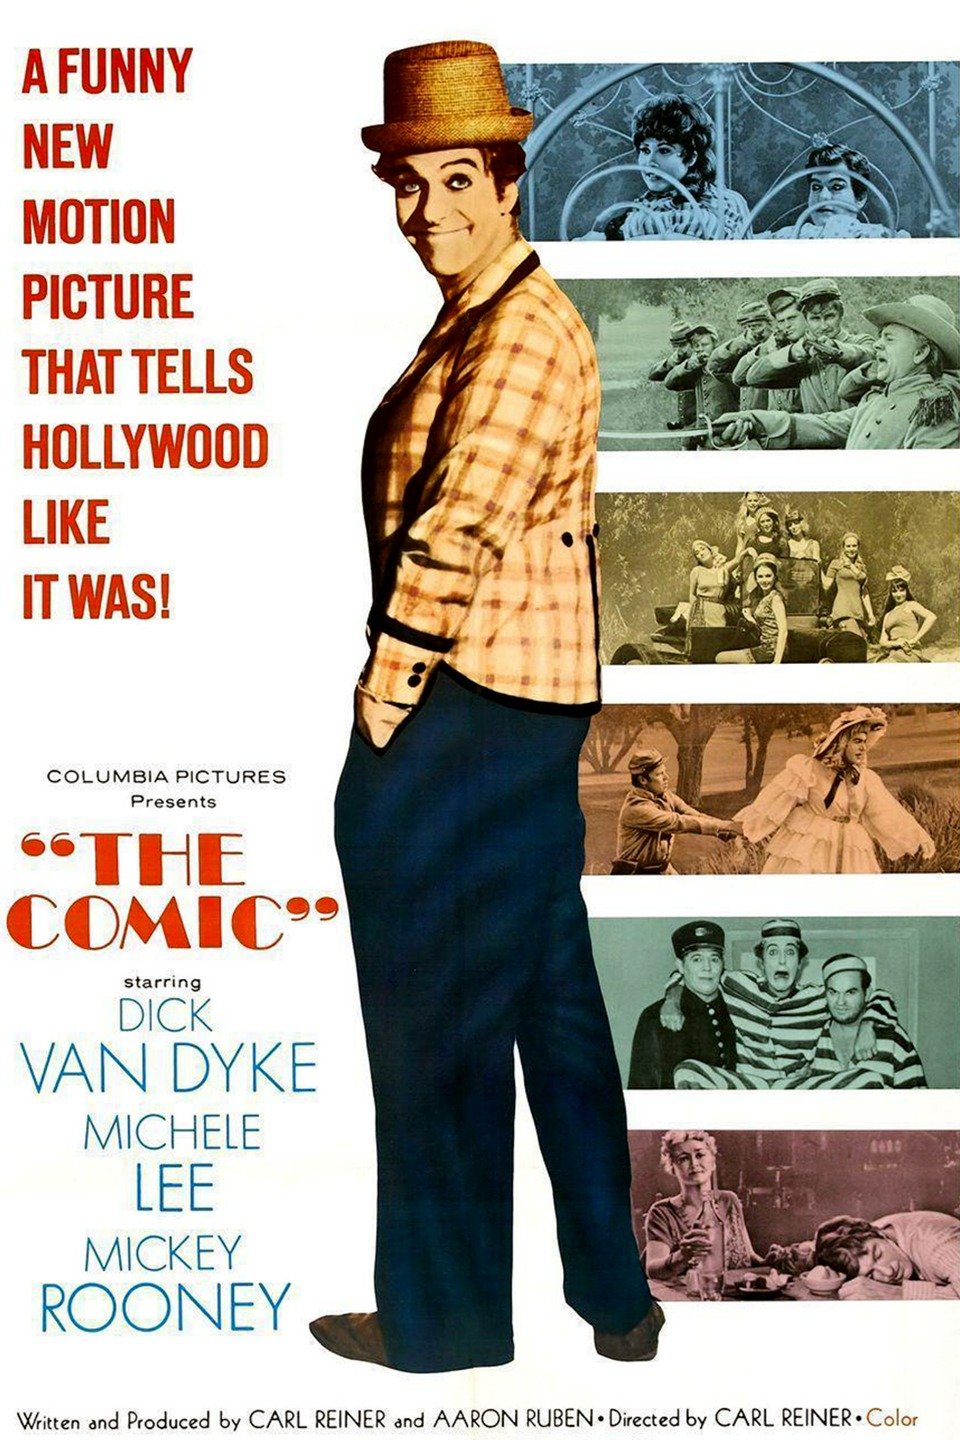 A FUNNY
NEW
MOTION
PICTURE
THAT TELLS
HOLLYWOOD
LIKE
IT WAS!
COLUMBIA PICTURES
Presents
“THE
COMIC”
starring
DICK
VAN DYKE
MICHELE
LEE
MICKEY
ROONEY
Written and Produced by CARL REINER and AARON RUBEN • Directed by CARL REINER • Color